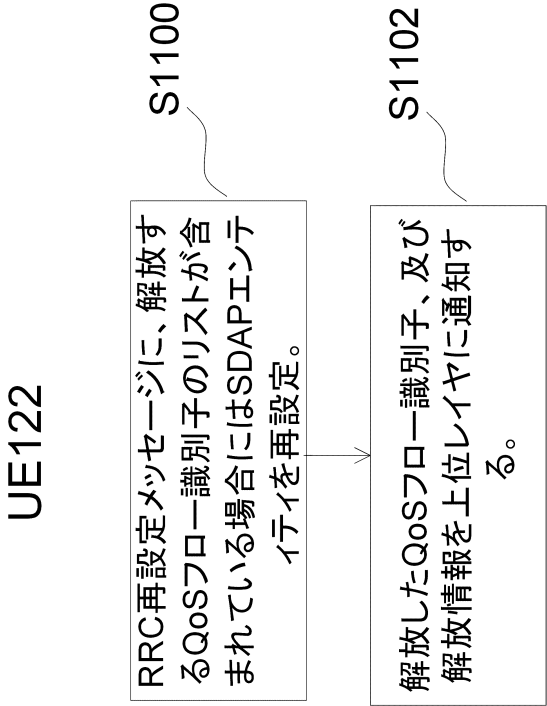 UE122
S1100
RRC再設定メッセージに、解放す
るQoSフロー識別子のリストが含
まれている場合にはSDAPエンテ
ィティを再設定。
S1102
解放したQoSフロー識別子、及び
解放情報を上位レイヤに通知す
る。